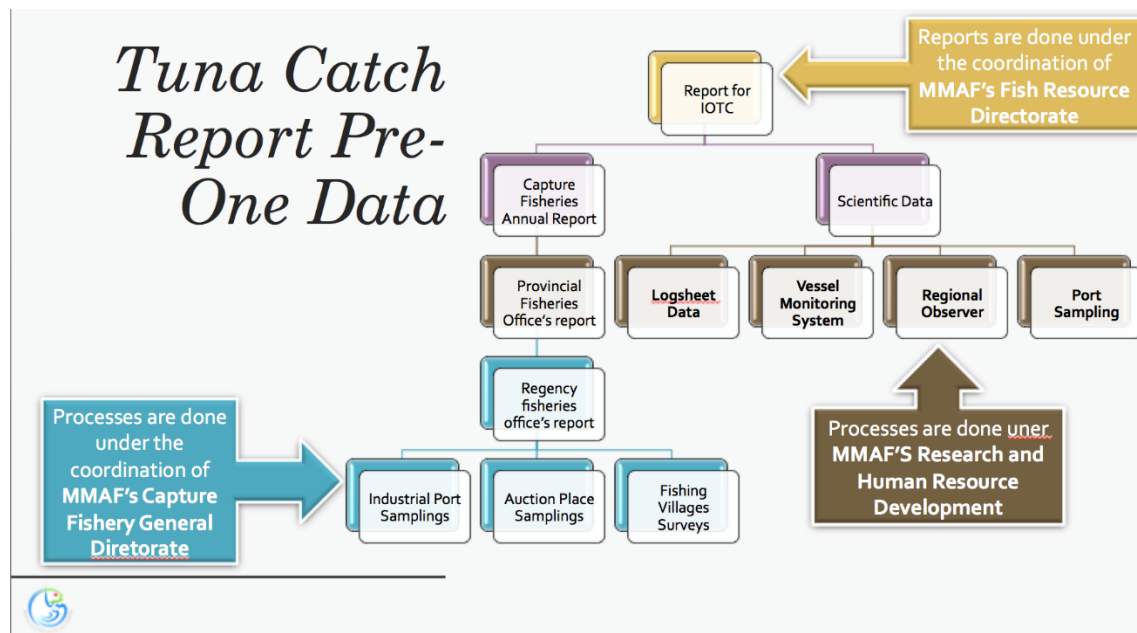 Tuna Catch
Report Pre-
One Data
Reports are done under
the coordination of
MMAF's Fish Resource
Directorate
Report for
IOTC
Capture
Fisheries
Annual Report
Scientific Data
Provincial
Fisheries
Office's report
Logsheet
Data
Vessel
Monitoring
System
Regional
Observer
Port
Sampling
Regency
fisheries
office's report
Processes are done
under the
coordination of
MMAF's Capture
Fishery General
Diretorate
Industrial Port
Samplings
Auction Place
Samplings
Fishing
Villages
Surveys
Processes are done uner
MMAF'S Research and
Human Resource
Development